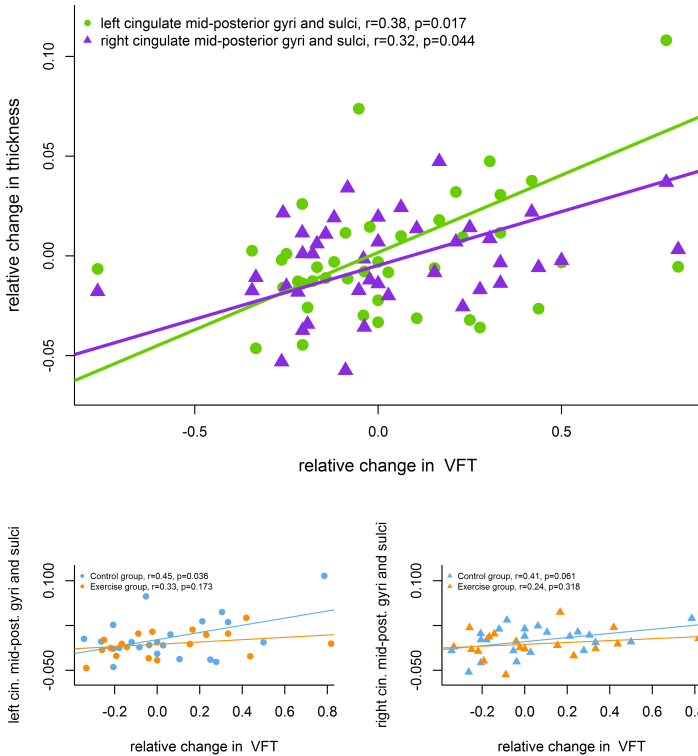 left cingulate mid-posterior gyri and sulci, r=0.38, p=0.017
right cingulate mid-posterior gyri and sulci, r=0.32, p=0.044
relative change in thickness
0.10
0.05
0.00
-0.05
-0.5
0.0
0.5
relative change in VFT
left cin. mid-post. gyri and sulci
Control group, r=0.45, p=0.036
Exercise group, r=0.33, p=0.173
0.100
-0.050
-0.2
0.0
0.2
0.4
0.6
0.8
relative change in VFT
right cin. mid-post. gyri and sulci
Control group, r=0.41, p=0.061
Exercise group, r=0.24, p=0.318
0.100
-0.050
-0.2
0.0
0.2
0.4
0.6
relative change in VFT